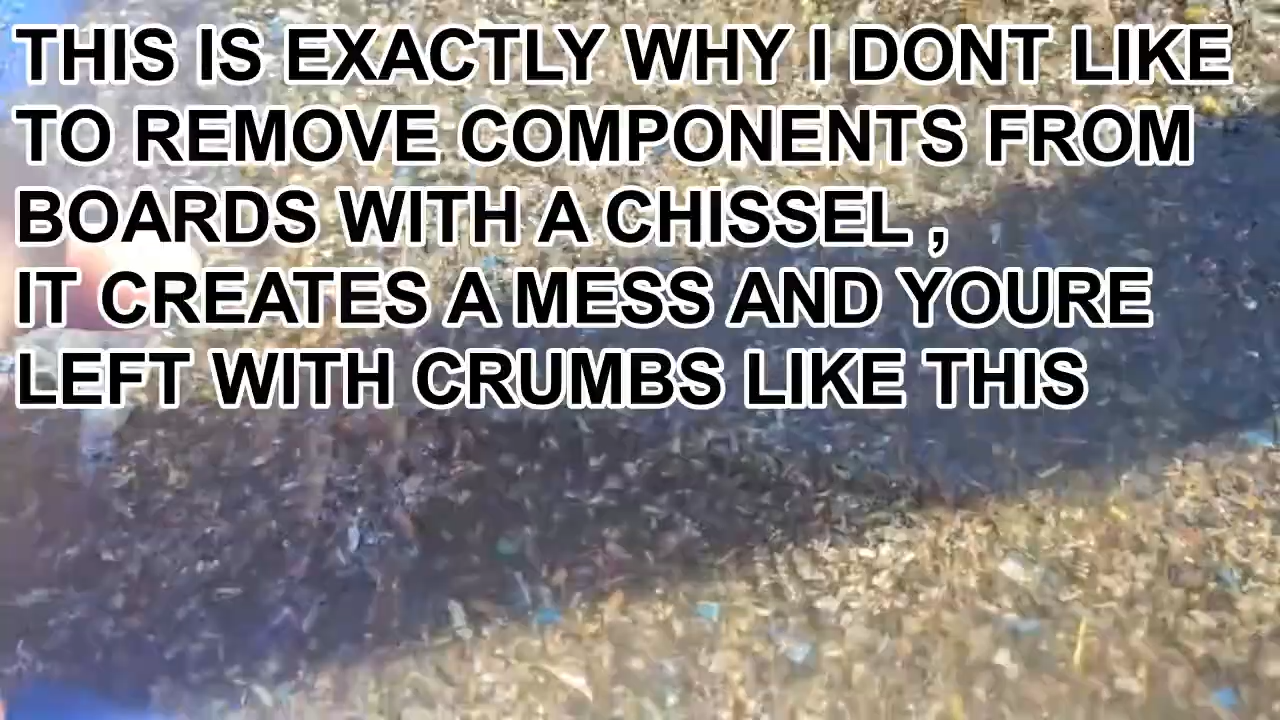 THIS IS EXACTLY WHY I DONT LIKE
TO REMOVE COMPONENTS FROM
BOARDS WITH A CHISSEL ,
IT CREATES A MESS AND YOURE
LEFT WITH CRUMBS LIKE THIS